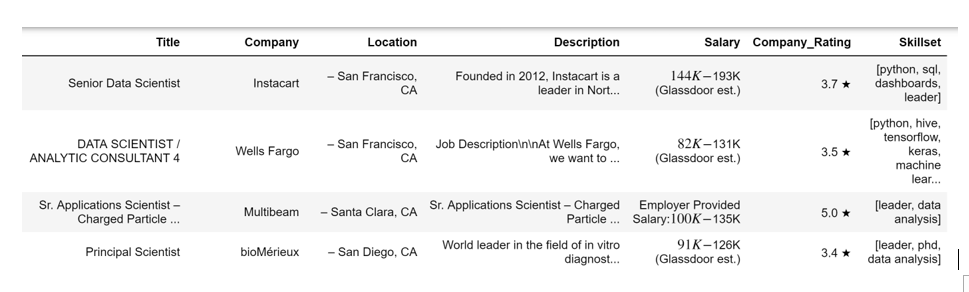 Title Company Location Description Salary Company_Rating Skillset
Senior Data Scientist Instacart – San Francisco, CA Founded in 2012, Instacart is a leader in Nort... 144K–193K (Glassdoor est.) 3.7 ★ [python, sql, dashboards, leader]
DATA SCIENTIST / ANALYTIC CONSULTANT 4 Wells Fargo – San Francisco, CA Job Description\n\nAt Wells Fargo, we want to ... 82K–131K (Glassdoor est.) 3.5 ★ [python, hive, tensorflow, keras, machine lear...
Sr. Applications Scientist – Charged Particle ... Multibeam – Santa Clara, CA Sr. Applications Scientist – Charged Particle ... Employer Provided Salary:100K–135K 5.0 ★ [leader, data analysis]
Principal Scientist bioMérieux – San Diego, CA World leader in the field of in vitro diagnost... 91K–126K (Glassdoor est.) 3.4 ★ [leader, phd, data analysis]